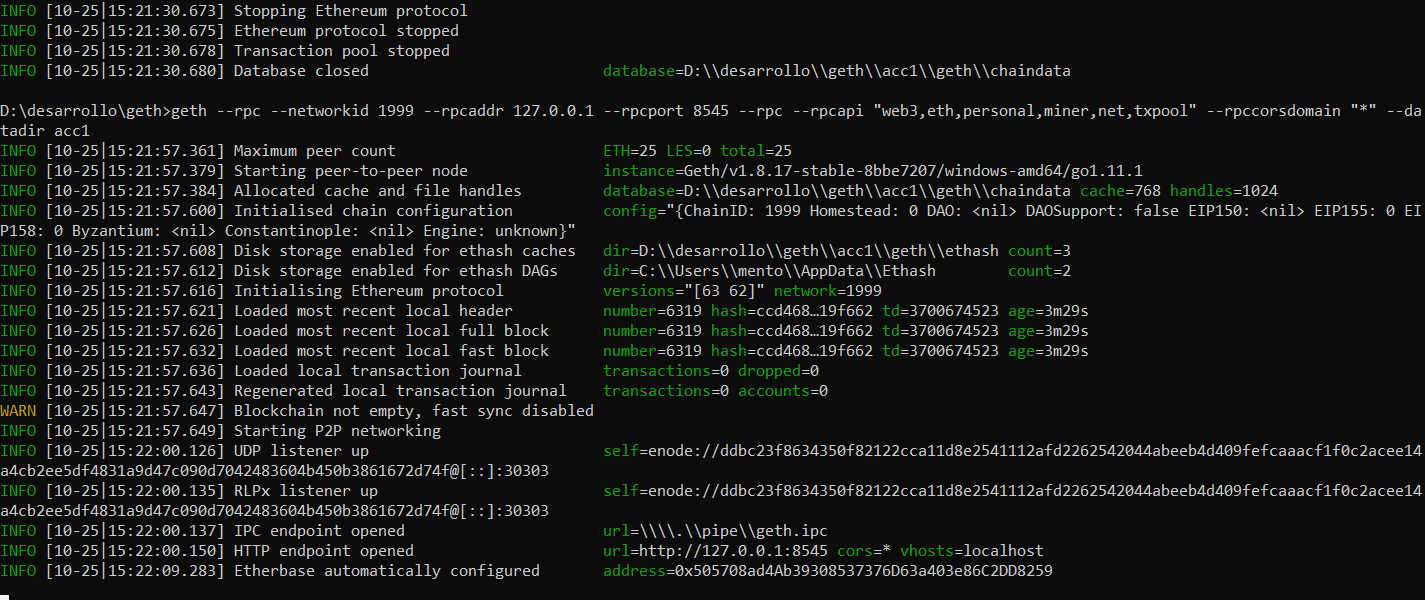 INFO [10-25|15:21:30.673] Stopping Ethereum protocol
INFO [10-25|15:21:30.675] Ethereum protocol stopped
INFO [10-25|15:21:30.678] Transaction pool stopped
INFO [10-25|15:21:30.680] Database closed                          database=D:\\desarrollo\\geth\\acc1\\geth\\chaindata
D:\desarrollo\geth>geth --rpc --networkid 1999 --rpcaddr 127.0.0.1 --rpcport 8545 --rpc --rpcapi "web3,eth,personal,miner,net,txpool" --rpccorsdomain "*" --da
tadir acc1
INFO [10-25|15:21:57.361] Maximum peer count                       ETH=25 LES=0 total=25
INFO [10-25|15:21:57.379] Starting peer-to-peer node               instance=Geth/v1.8.17-stable-8bbe7207/windows-amd64/go1.11.1
INFO [10-25|15:21:57.384] Allocated cache and file handles         database=D:\\desarrollo\\geth\\acc1\\geth\\chaindata cache=768 handles=1024
INFO [10-25|15:21:57.600] Initialised chain configuration          config="{ChainID: 1999 Homestead: 0 DAO: <nil> DAOSupport: false EIP150: <nil> EIP155: 0 EI
P158: 0 Byzantium: <nil> Constantinople: <nil> Engine: unknown}"
INFO [10-25|15:21:57.608] Disk storage enabled for ethash caches   dir=D:\\desarrollo\\geth\\acc1\\geth\\ethash count=3
INFO [10-25|15:21:57.612] Disk storage enabled for ethash DAGs     dir=C:\\Users\\mento\\AppData\\Ethash        count=2
INFO [10-25|15:21:57.616] Initialising Ethereum protocol           versions="[63 62]" network=1999
INFO [10-25|15:21:57.621] Loaded most recent local header          number=6319 hash=ccd468…19f662 td=3700674523 age=3m29s
INFO [10-25|15:21:57.626] Loaded most recent local full block      number=6319 hash=ccd468…19f662 td=3700674523 age=3m29s
INFO [10-25|15:21:57.632] Loaded most recent local fast block      number=6319 hash=ccd468…19f662 td=3700674523 age=3m29s
INFO [10-25|15:21:57.636] Loaded local transaction journal         transactions=0 dropped=0
INFO [10-25|15:21:57.643] Regenerated local transaction journal    transactions=0 accounts=0
WARN [10-25|15:21:57.647] Blockchain not empty, fast sync disabled
INFO [10-25|15:21:57.649] Starting P2P networking
INFO [10-25|15:22:00.126] UDP listener up                          self=enode://ddbc23f8634350f82122cca11d8e2541112afd2262542044abeeb4d409fefcaaacf1f0c2acee14
a4cb2ee5df4831a9d47c090d7042483604b450b3861672d74f@[::]:30303
INFO [10-25|15:22:00.135] RLPx listener up                         self=enode://ddbc23f8634350f82122cca11d8e2541112afd2262542044abeeb4d409fefcaaacf1f0c2acee14
a4cb2ee5df4831a9d47c090d7042483604b450b3861672d74f@[::]:30303
INFO [10-25|15:22:00.137] IPC endpoint opened                      url=\\\\.\\pipe\\geth.ipc
INFO [10-25|15:22:00.150] HTTP endpoint opened                     url=http://127.0.0.1:8545 cors=* vhosts=localhost
INFO [10-25|15:22:09.283] Etherbase automatically configured       address=0x505708ad4Ab39308537376D63a403e86C2DD8259